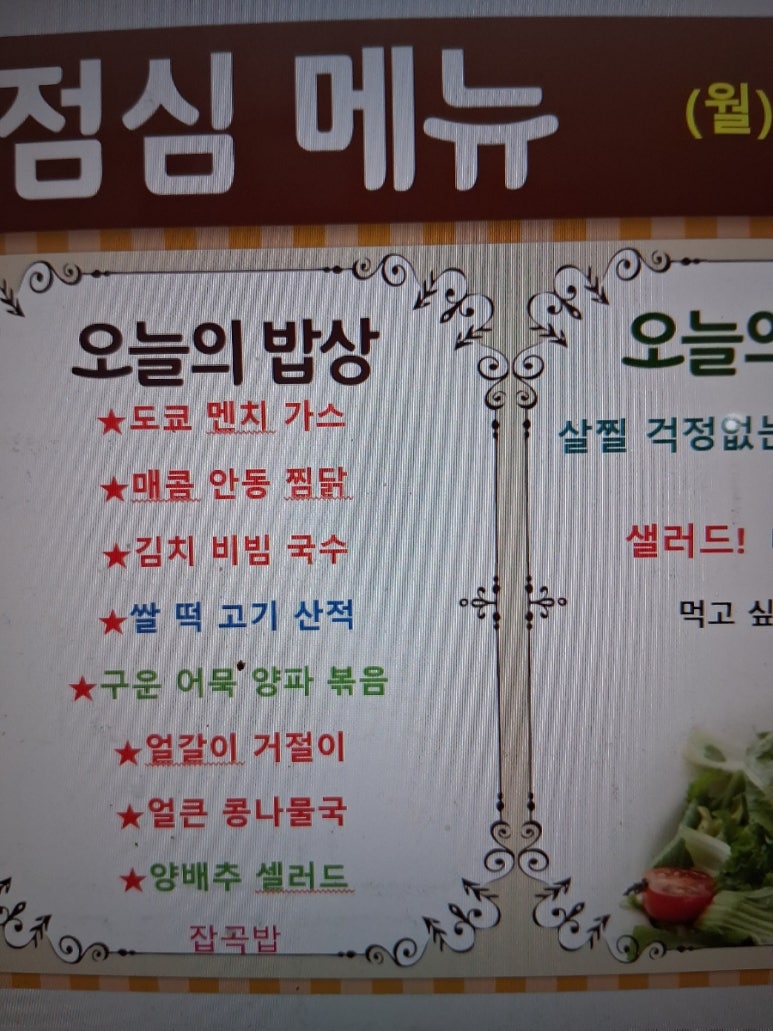 점심 메뉴 (월)
오늘의 밥상
★도쿄 멘치 가스
★매콤 안동 찜닭
★김치 비빔 국수
★쌀 떡 고기 산적
★구운 어묵 양파 볶음
★얼갈이 거절이
★얼큰 콩나물국
★양배추 셀러드
잡곡밥
오늘의
살찔 걱정없는
샐러드!
먹고